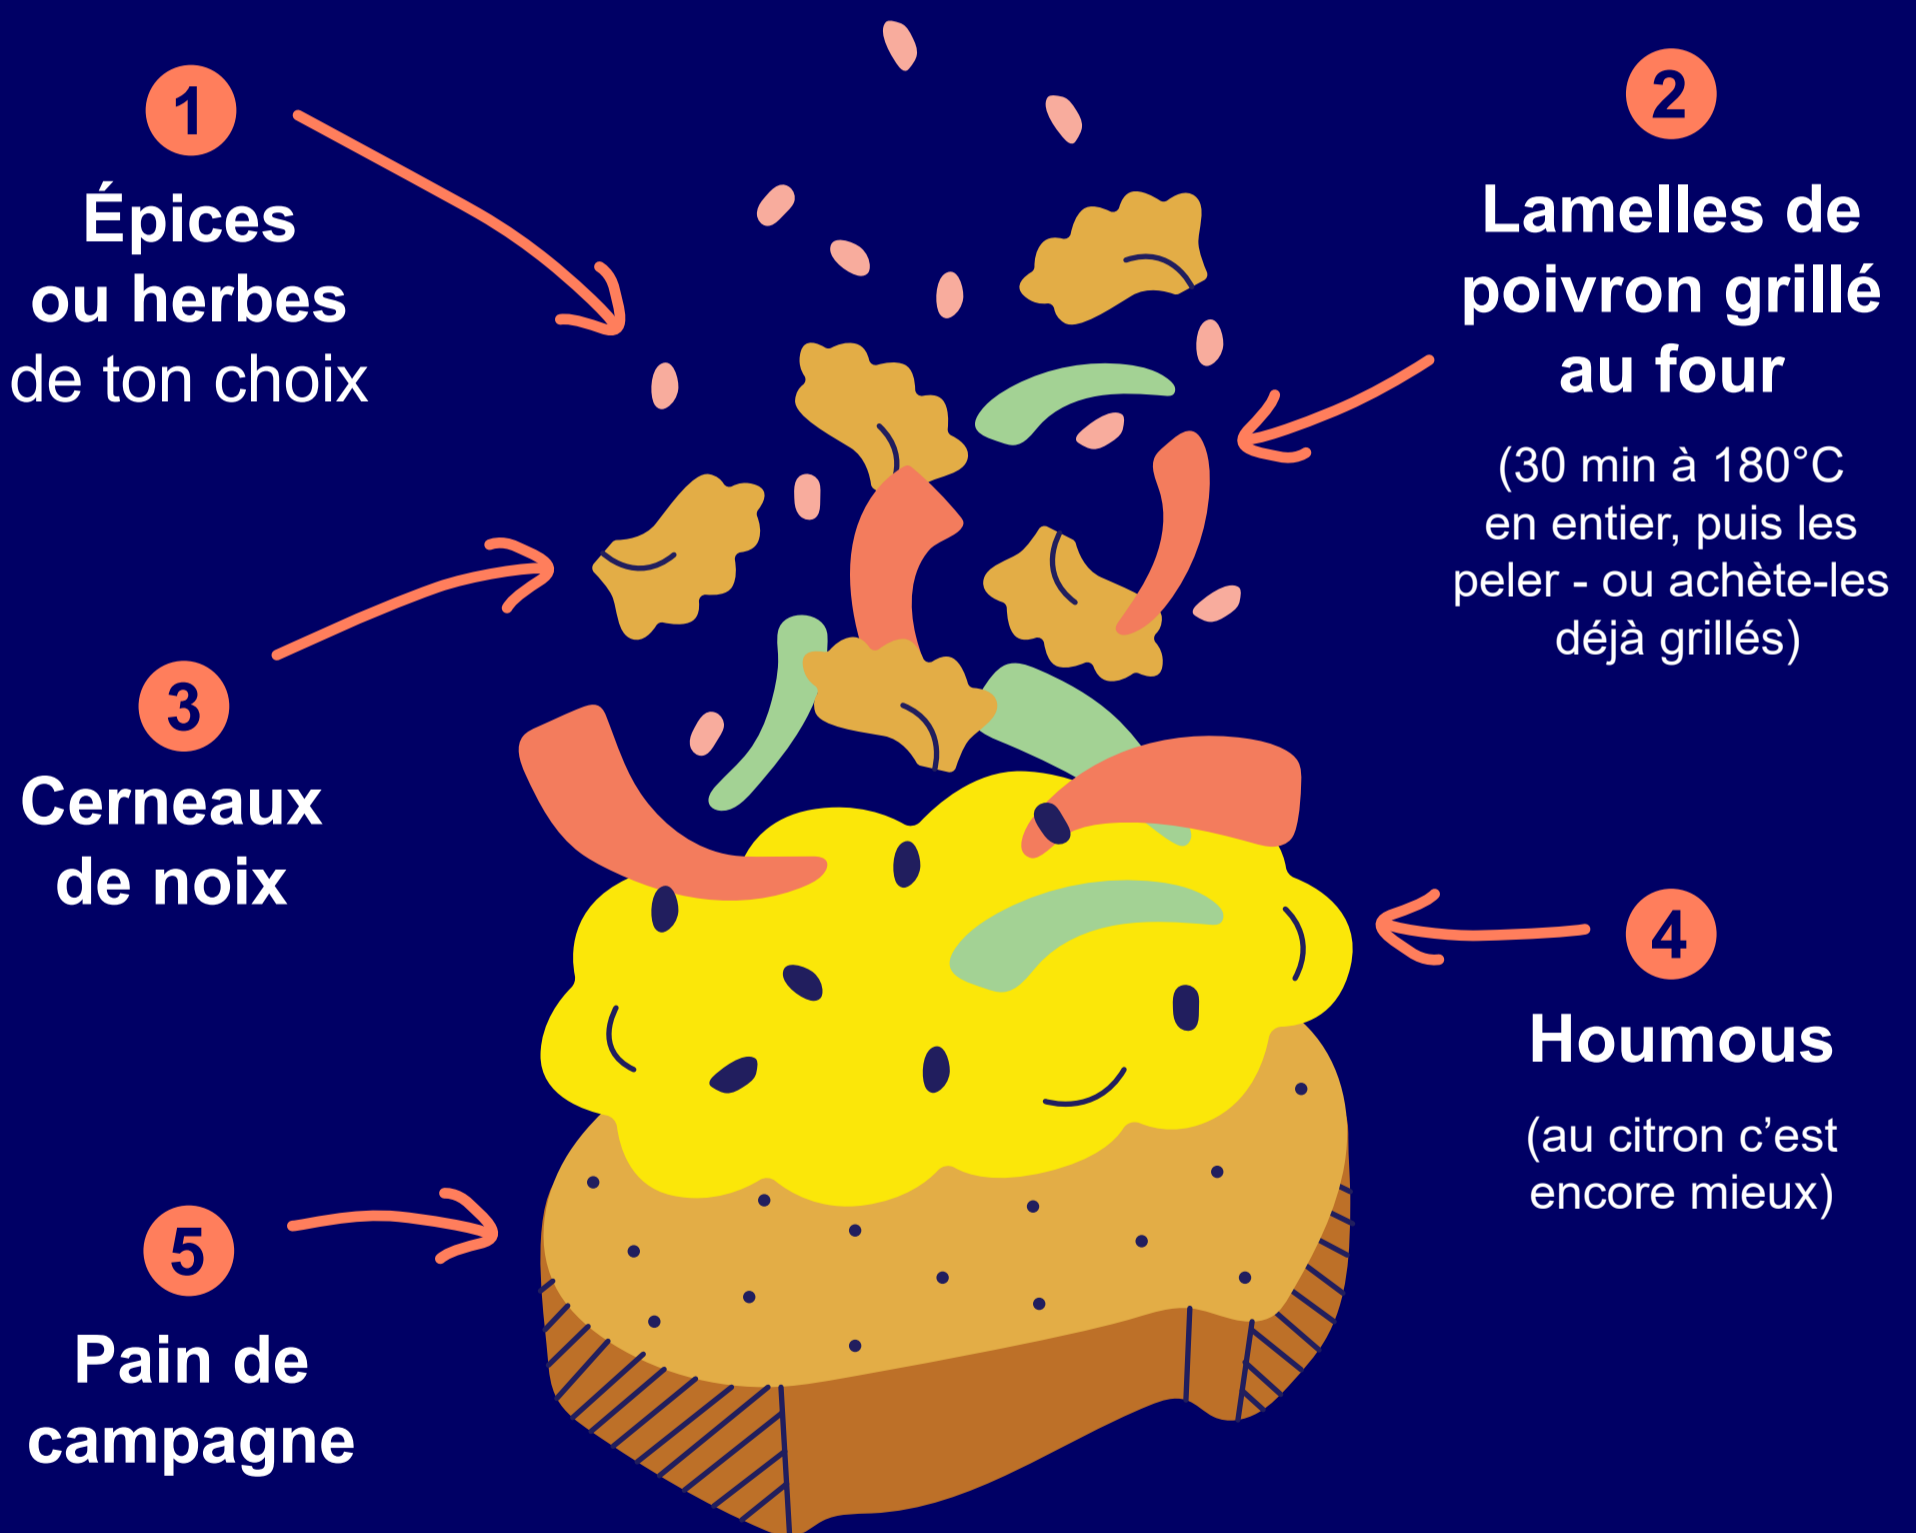 1
Épices
ou herbes
de ton choix
2
Lamelles de
poivron grillé
au four
(30 min à 180°C
en entier, puis les
peler - ou achète-les
déjà grillés)
3
Cerneaux
de noix
4
Houmous
(au citron c’est
encore mieux)
5
Pain de
campagne